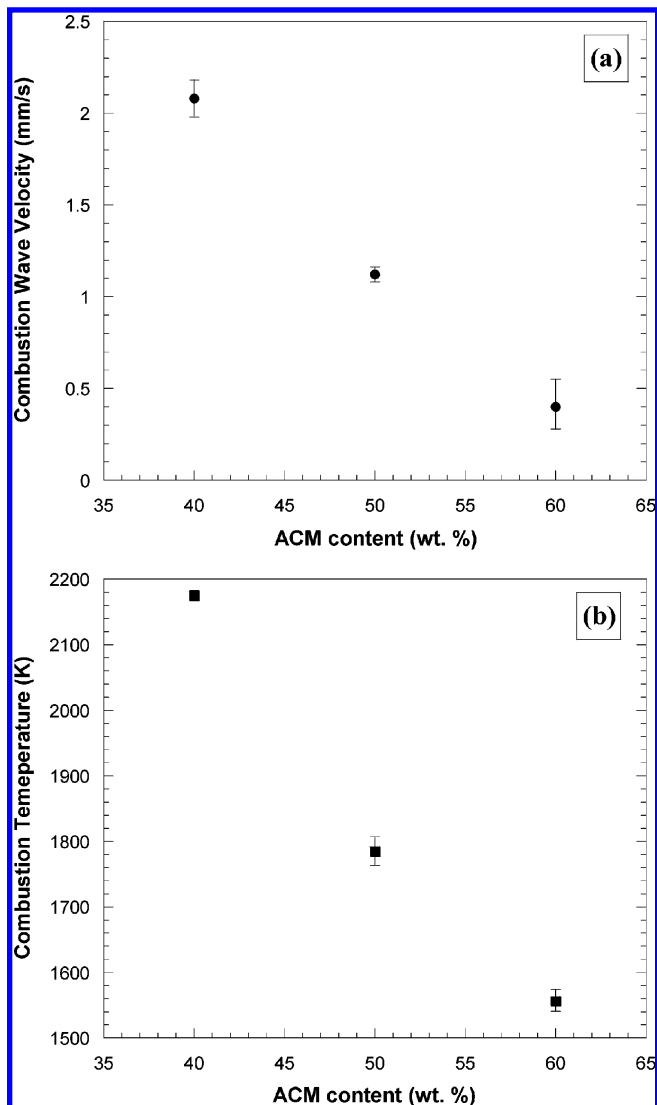 (a)
Combustion Wave Velocity (mm/s)
2.5
2
1.5
1
0.5
0
35 40 45 50 55 60 65
ACM content (wt. %)
(b)
Combustion Temeperature (K)
2200
2100
2000
1900
1800
1700
1600
1500
35 40 45 50 55 60 65
ACM content (wt. %)